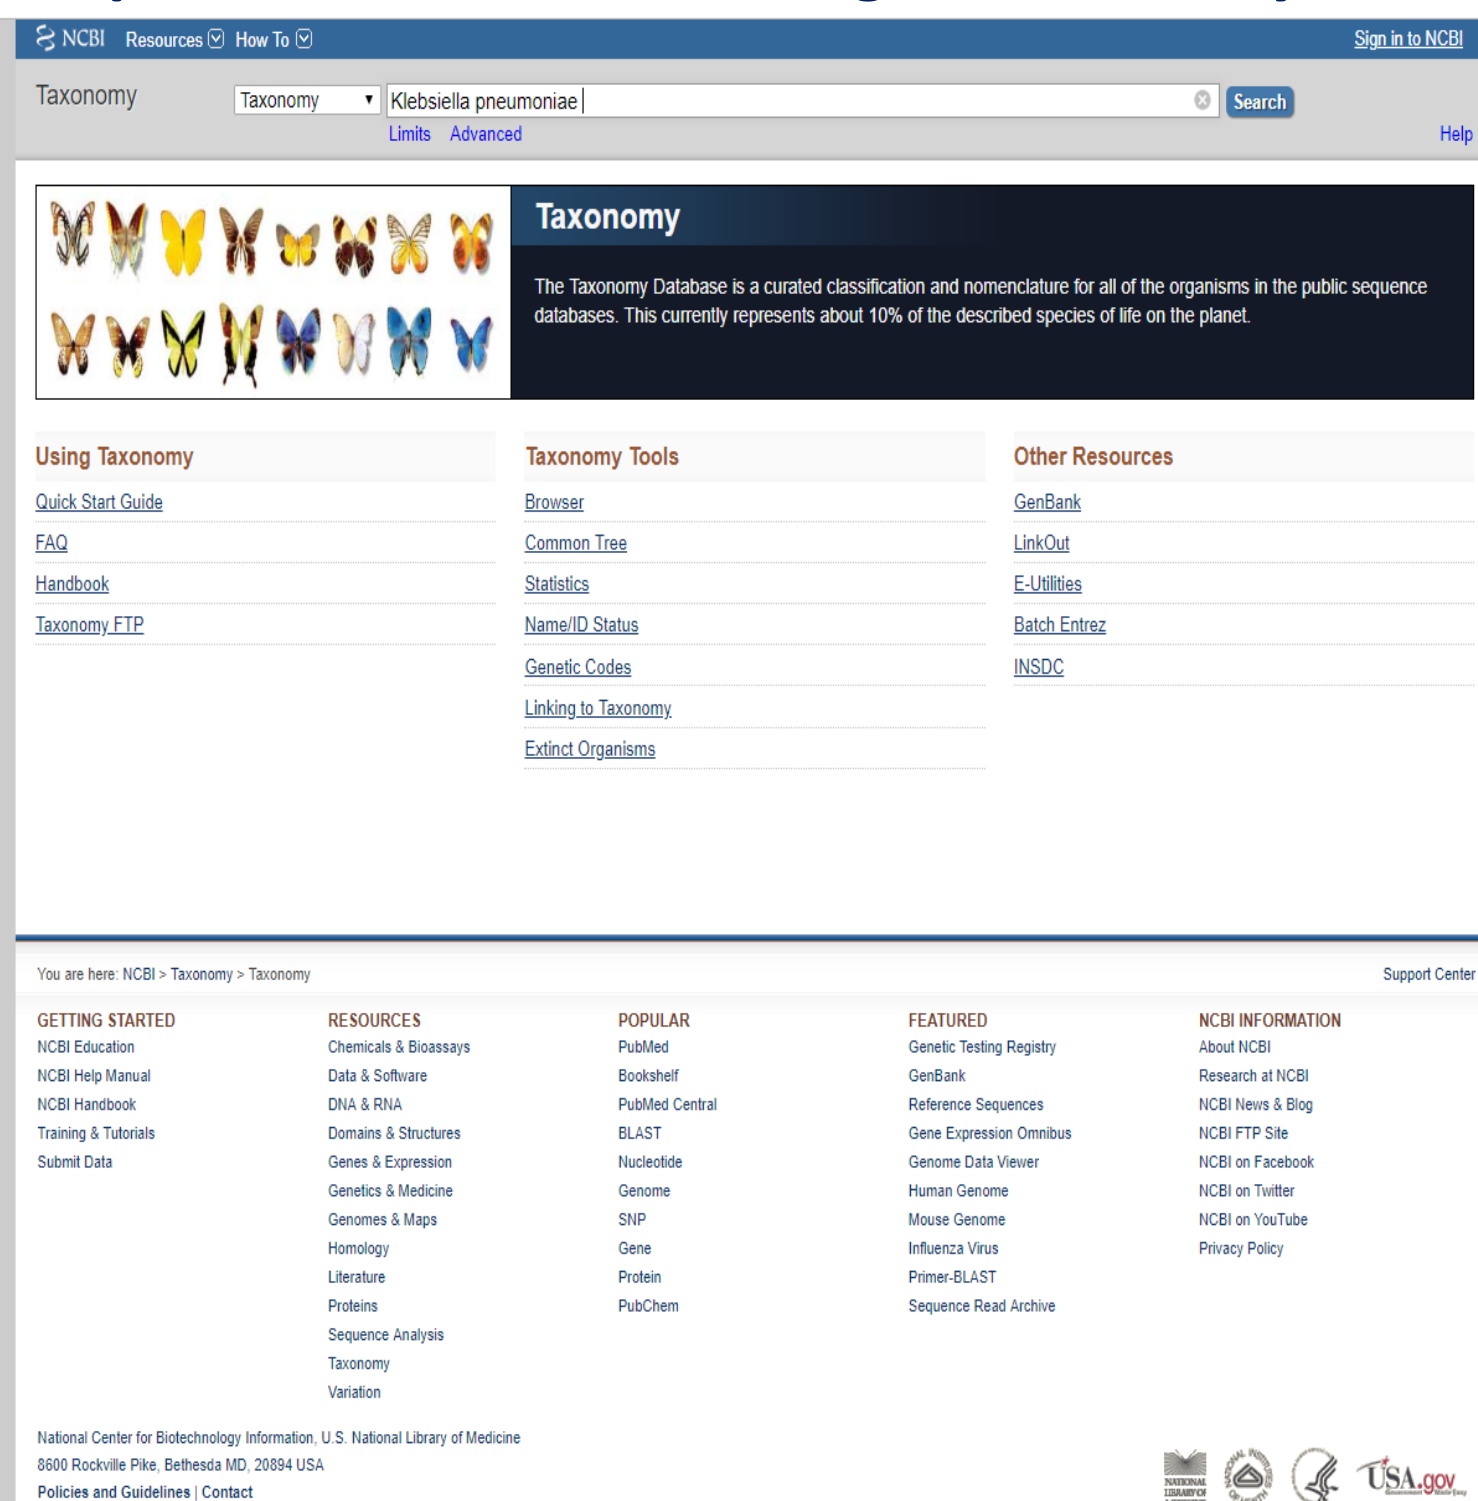 NCBI Resources How To Sign in to NCBI
Taxonomy Taxonomy Klebsiella pneumoniae Search
Limits Advanced Help
Taxonomy
The Taxonomy Database is a curated classification and nomenclature for all of the organisms in the public sequence
databases. This currently represents about 10% of the described species of life on the planet.
Using Taxonomy
Quick Start Guide
FAQ
Handbook
Taxonomy FTP
Taxonomy Tools
Browser
Common Tree
Statistics
Name/ID Status
Genetic Codes
Linking to Taxonomy
Extinct Organisms
Other Resources
GenBank
LinkOut
E-Utilities
Batch Entrez
INSDC
You are here: NCBI > Taxonomy > Taxonomy Support Center
GETTING STARTED
NCBI Education
NCBI Help Manual
NCBI Handbook
Training & Tutorials
Submit Data
RESOURCES
Chemicals & Bioassays
Data & Software
DNA & RNA
Domains & Structures
Genes & Expression
Genetics & Medicine
Genomes & Maps
Homology
Literature
Proteins
Sequence Analysis
Taxonomy
Variation
POPULAR
PubMed
Bookshelf
PubMed Central
BLAST
Nucleotide
Genome
SNP
Gene
Protein
PubChem
FEATURED
Genetic Testing Registry
GenBank
Reference Sequences
Gene Expression Omnibus
Genome Data Viewer
Human Genome
Mouse Genome
Influenza Virus
Primer-BLAST
Sequence Read Archive
NCBI INFORMATION
About NCBI
Research at NCBI
NCBI News & Blog
NCBI FTP Site
NCBI on Facebook
NCBI on Twitter
NCBI on YouTube
Privacy Policy
National Center for Biotechnology Information, U.S. National Library of Medicine
8600 Rockville Pike, Bethesda MD, 20894 USA
Policies and Guidelines | Contact
NATIONAL
LIBRARY OF
USA.gov